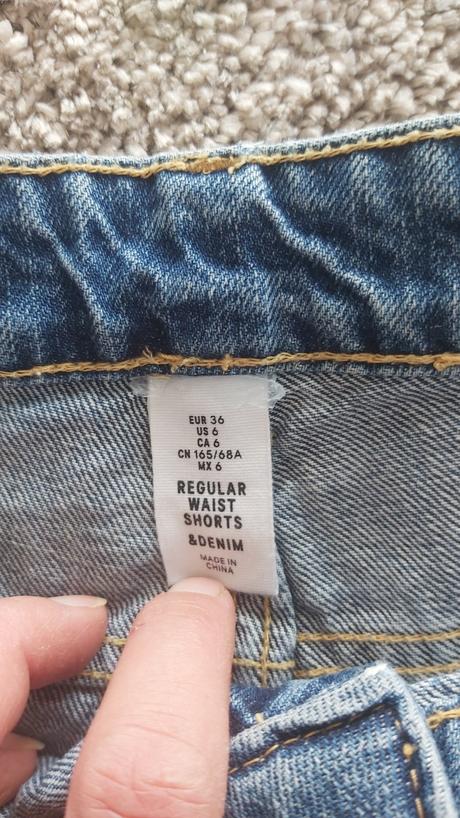 EUR 36
US 6
CA 6
CN 165/68A
MX 6
REGULAR
WAIST
SHORTS
&DENIM
MADE IN
CHINA